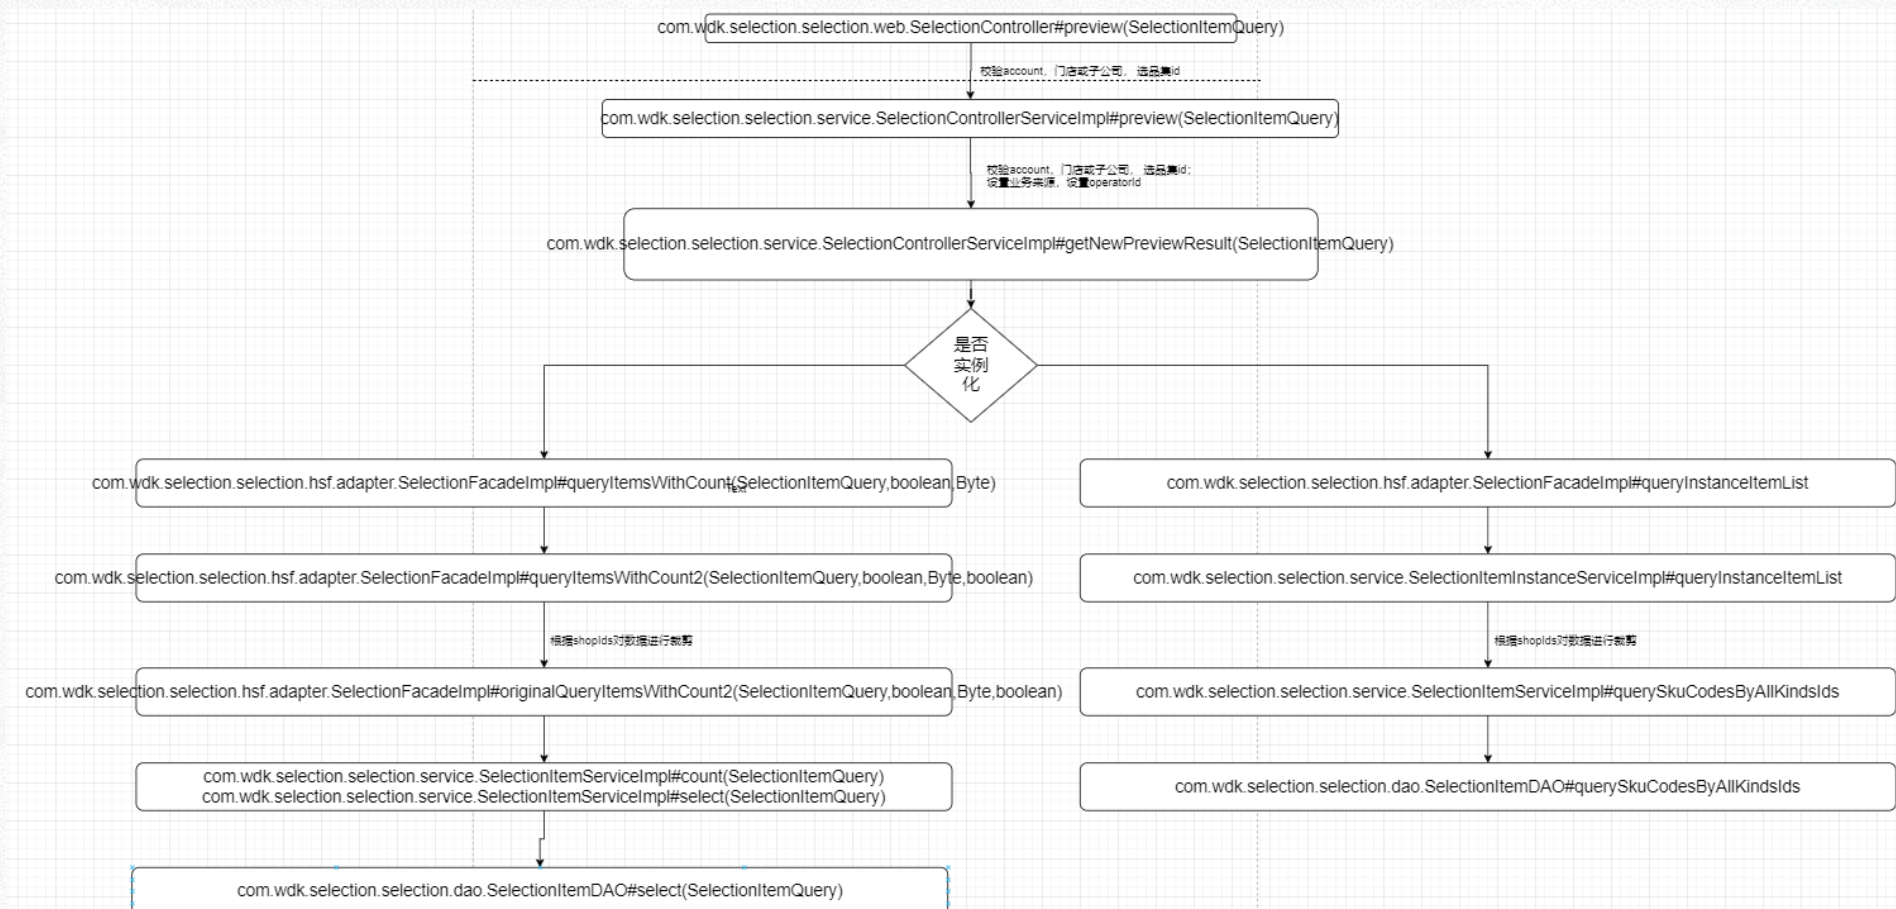 com.wdk.selection.selection.web.SelectionController#preview(SelectionItemQuery)
校验account，门店或子公司， 选品集id
com.wdk.selection.selection.service.SelectionControllerServiceImpl#preview(SelectionItemQuery)
校验account，门店或子公司， 选品集id；
设置业务来源，设置operatorId
com.wdk.selection.selection.service.SelectionControllerServiceImpl#getNewPreviewResult(SelectionItemQuery)
是否
实例
化
com.wdk.selection.selection.hsf.adapter.SelectionFacadeImpl#queryItemsWithCount(SelectionItemQuery,boolean,Byte)
Text
com.wdk.selection.selection.hsf.adapter.SelectionFacadeImpl#queryInstanceItemList
com.wdk.selection.selection.hsf.adapter.SelectionFacadeImpl#queryItemsWithCount2(SelectionItemQuery,boolean,Byte,boolean)
com.wdk.selection.selection.service.SelectionItemInstanceServiceImpl#queryInstanceItemList
根据shopIds对数据进行裁剪
根据shopIds对数据进行裁剪
com.wdk.selection.selection.hsf.adapter.SelectionFacadeImpl#originalQueryItemsWithCount2(SelectionItemQuery,boolean,Byte,boolean)
com.wdk.selection.selection.service.SelectionItemServiceImpl#querySkuCodesByAllKindsIds
com.wdk.selection.selection.service.SelectionItemServiceImpl#count(SelectionItemQuery)
com.wdk.selection.selection.service.SelectionItemServiceImpl#select(SelectionItemQuery)
com.wdk.selection.selection.dao.SelectionItemDAO#querySkuCodesByAllKindsIds
com.wdk.selection.selection.dao.SelectionItemDAO#select(SelectionItemQuery)